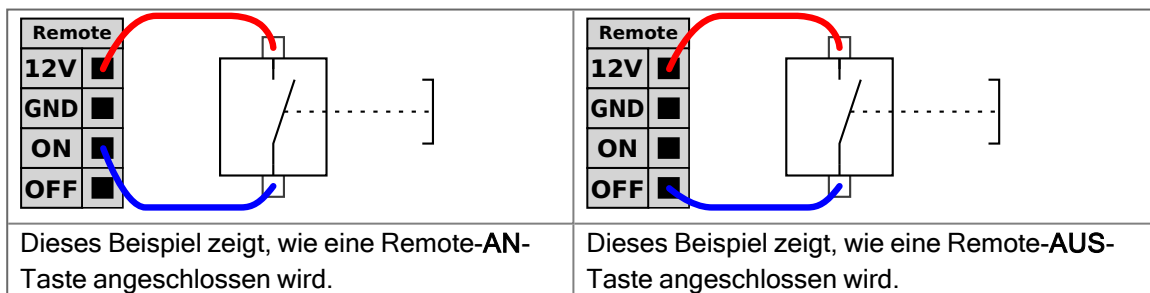 Remote
12V
GND
ON
OFF
Remote
12V
GND
ON
OFF
Dieses Beispiel zeigt, wie eine Remote-AN-
Taste angeschlossen wird.
Dieses Beispiel zeigt, wie eine Remote-AUS-
Taste angeschlossen wird.